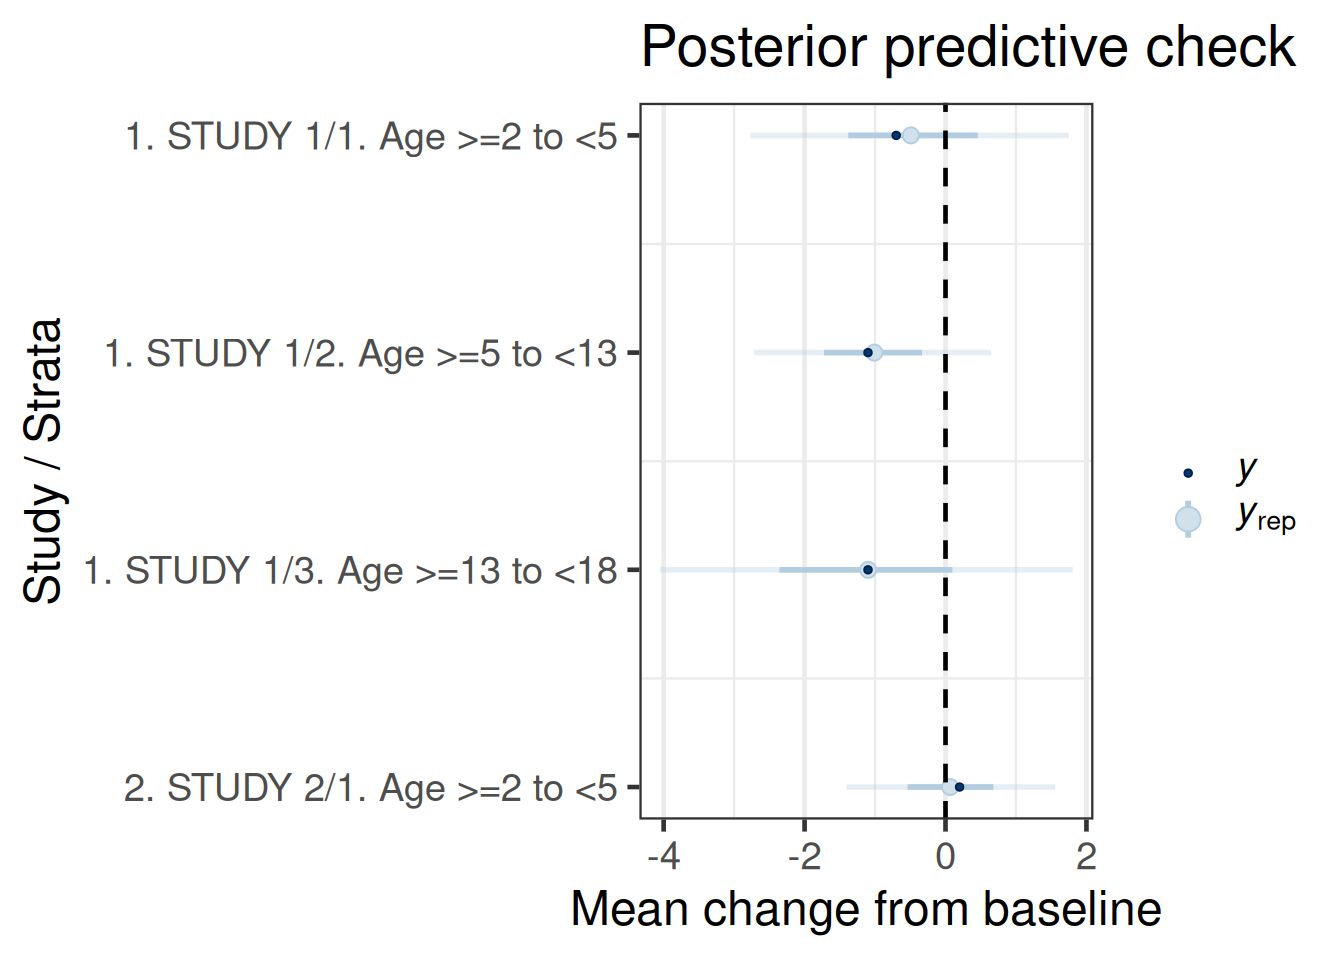 Posterior predictive check
1. STUDY 1/1. Age >=2 to <5
1. STUDY 1/2. Age >=5 to <13
1. STUDY 1/3. Age >=13 to <18
2. STUDY 2/1. Age >=2 to <5
Study / Strata
-4 -2 0 2
Mean change from baseline
y
yrep